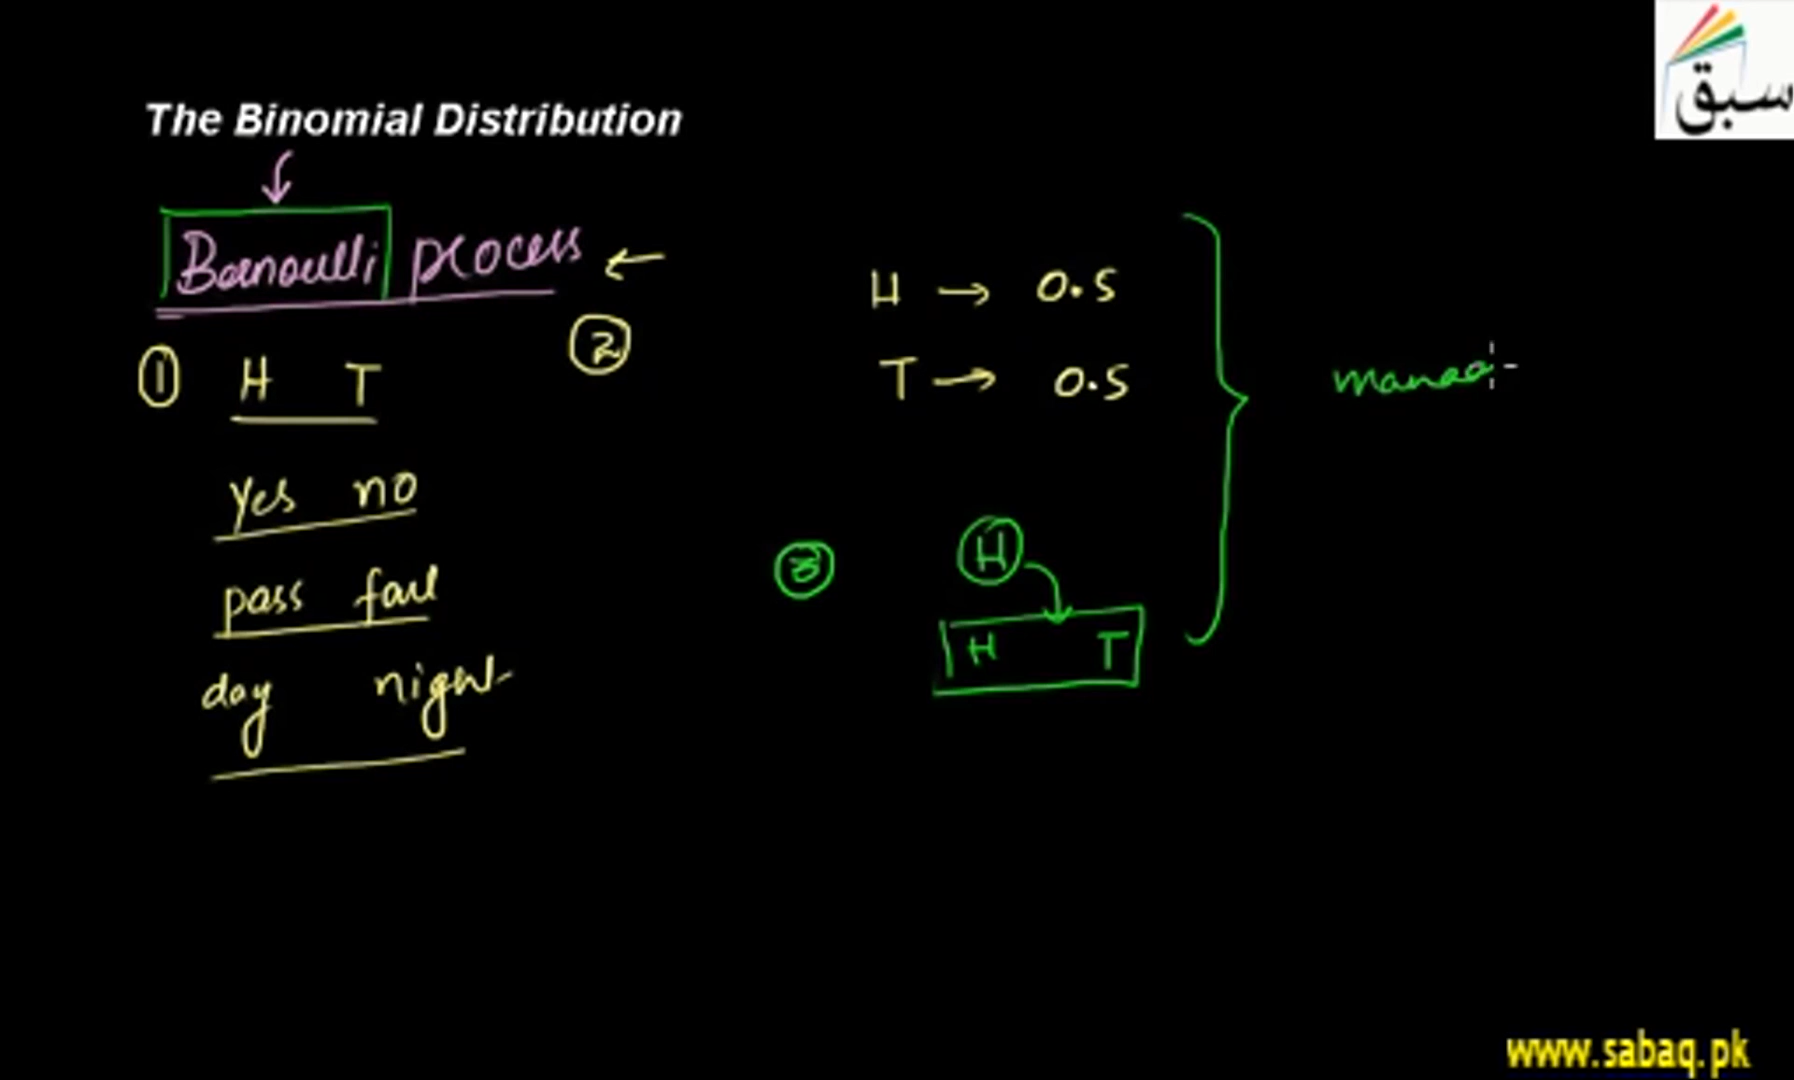 سبق
The Binomial Distribution
Bernoulli process ←
① H T
yes no
pass fail
day night
②
H → 0.5
T → 0.5
③ H
H T
www.sabaq.pk